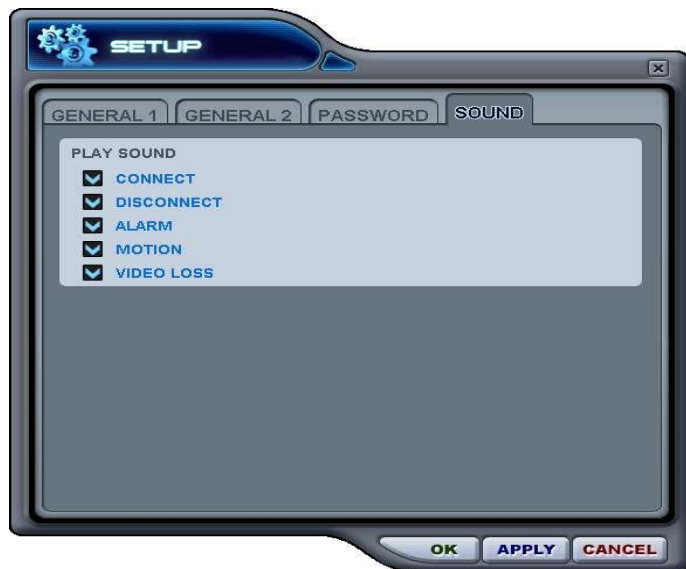 SETUP
GENERAL 1 GENERAL 2 PASSWORD SOUND
PLAY SOUND
CONNECT
DISCONNECT
ALARM
MOTION
VIDEO LOSS
OK APPLY CANCEL